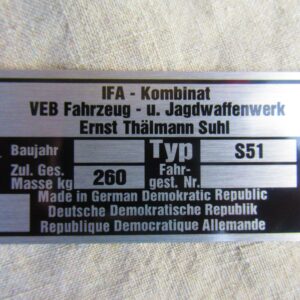 IFA - Kombinat
VEB Fahrzeug - u. Jagdwaffenwerk
Ernst Thälmann Suhl
Baujahr Typ S51
Zul. Ges. Masse kg 260 Fahr- gest. Nr.
Made in German Demokratic Republic
Deutsche Demokratische Republik
Republique Democratique Allemande